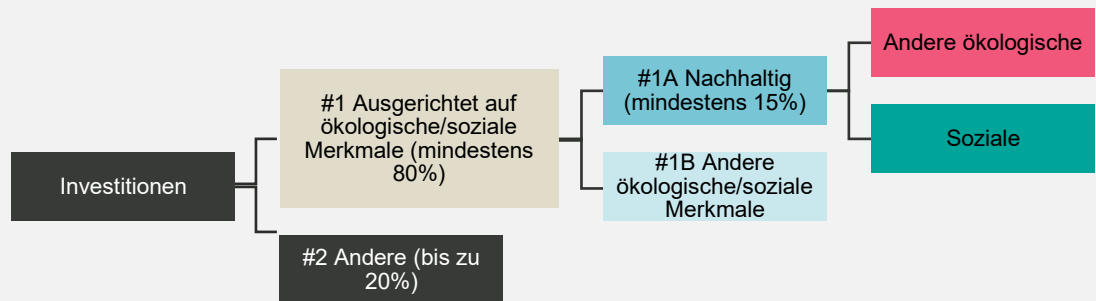 Investitionen
#1 Ausgerichtet auf
ökologische/soziale
Merkmale (mindestens
80%)
#2 Andere (bis zu
20%)
#1A Nachhaltig
(mindestens 15%)
#1B Andere
ökologische/soziale
Merkmale
Andere ökologische
Soziale